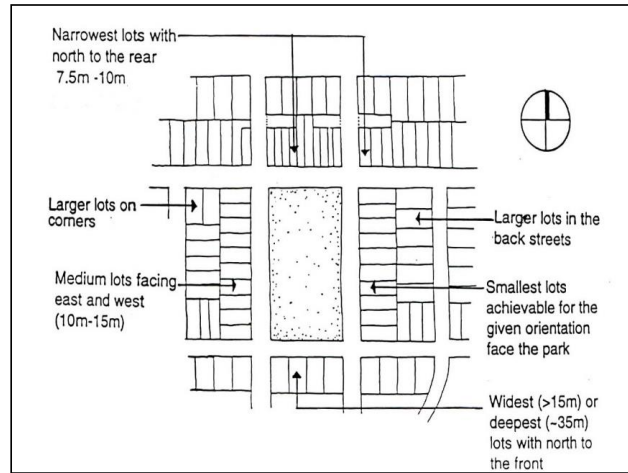 Narrowest lots with
north to the rear
7.5m -10m
Larger lots on
corners
Larger lots in the
back streets
Medium lots facing
east and west
(10m-15m)
Smallest lots
achievable for the
given orientation
face the park
Widest (>15m) or
deepest (~35m)
lots with north to
the front